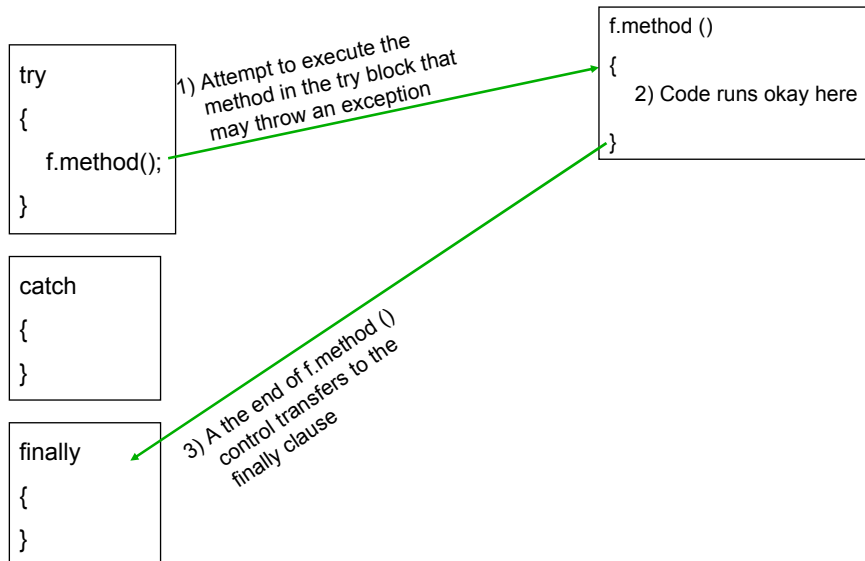 try
{
f.method();
}
catch
{
}
finally
{
}
1) Attempt to execute the
method in the try block that
may throw an exception
f.method ()
{
2) Code runs okay here
}
3) A the end of f.method ()
control transfers to the
finally clause